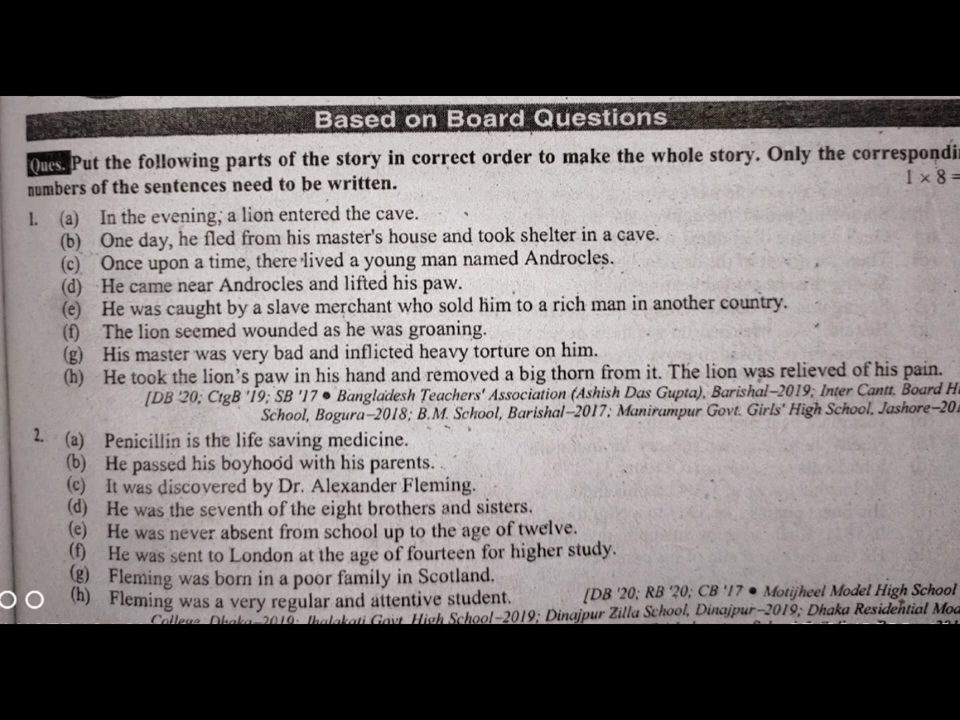 Based on Board Questions
Ques. Put the following parts of the story in correct order to make the whole story. Only the
numbers of the sentences need to be written. 1 × 8 =
1. (a) In the evening, a lion entered the cave.
(b) One day, he fled from his master's house and took shelter in a cave.
(c) Once upon a time, there lived a young man named Androcles.
(d) He came near Androcles and lifted his paw.
(e) He was caught by a slave merchant who sold him to a rich man in another country.
(f) The lion seemed wounded as he was groaning.
(g) His master was very bad and inflicted heavy torture on him.
(h) He took the lion's paw in his hand and removed a big thorn from it. The lion was relieved of his pain.
[DB '20; CtgB '19; SB '17 ● Bangladesh Teachers' Association (Ashish Das Gupta), Barishal–2019; Inter Cantt. Board
School, Bogura–2018; B.M. School, Barishal–2017; Manirampur Govt. Girls' High School, Jashore–
2. (a) Penicillin is the life saving medicine.
(b) He passed his boyhood with his parents.
(c) It was discovered by Dr. Alexander Fleming.
(d) He was the seventh of the eight brothers and sisters.
(e) He was never absent from school up to the age of twelve.
(f) He was sent to London at the age of fourteen for higher study.
(g) Fleming was born in a poor family in Scotland.
(h) Fleming was a very regular and attentive student. [DB '20; RB '20; CB '17 ● Motijheel Model High School
College, Dhaka–2019; Jhalakati Govt. High School–2019; Dinajpur Zilla School, Dinajpur–2019; Dhaka Residential